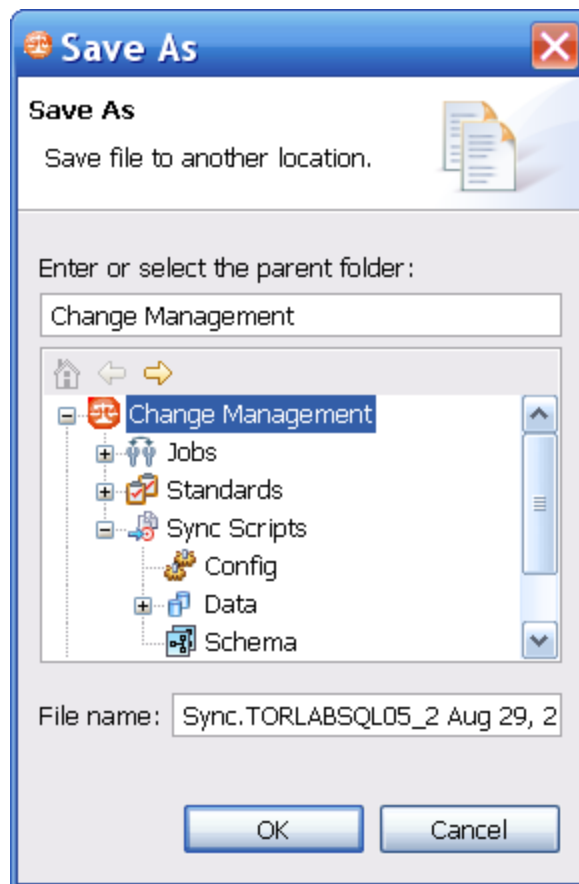 Save As
Save As
Save file to another location.
Enter or select the parent folder:
Change Management
Change Management
Jobs
Standards
Sync Scripts
Config
Data
Schema
File name: Sync.TORLABSQL05_2 Aug 29, 2
OK Cancel